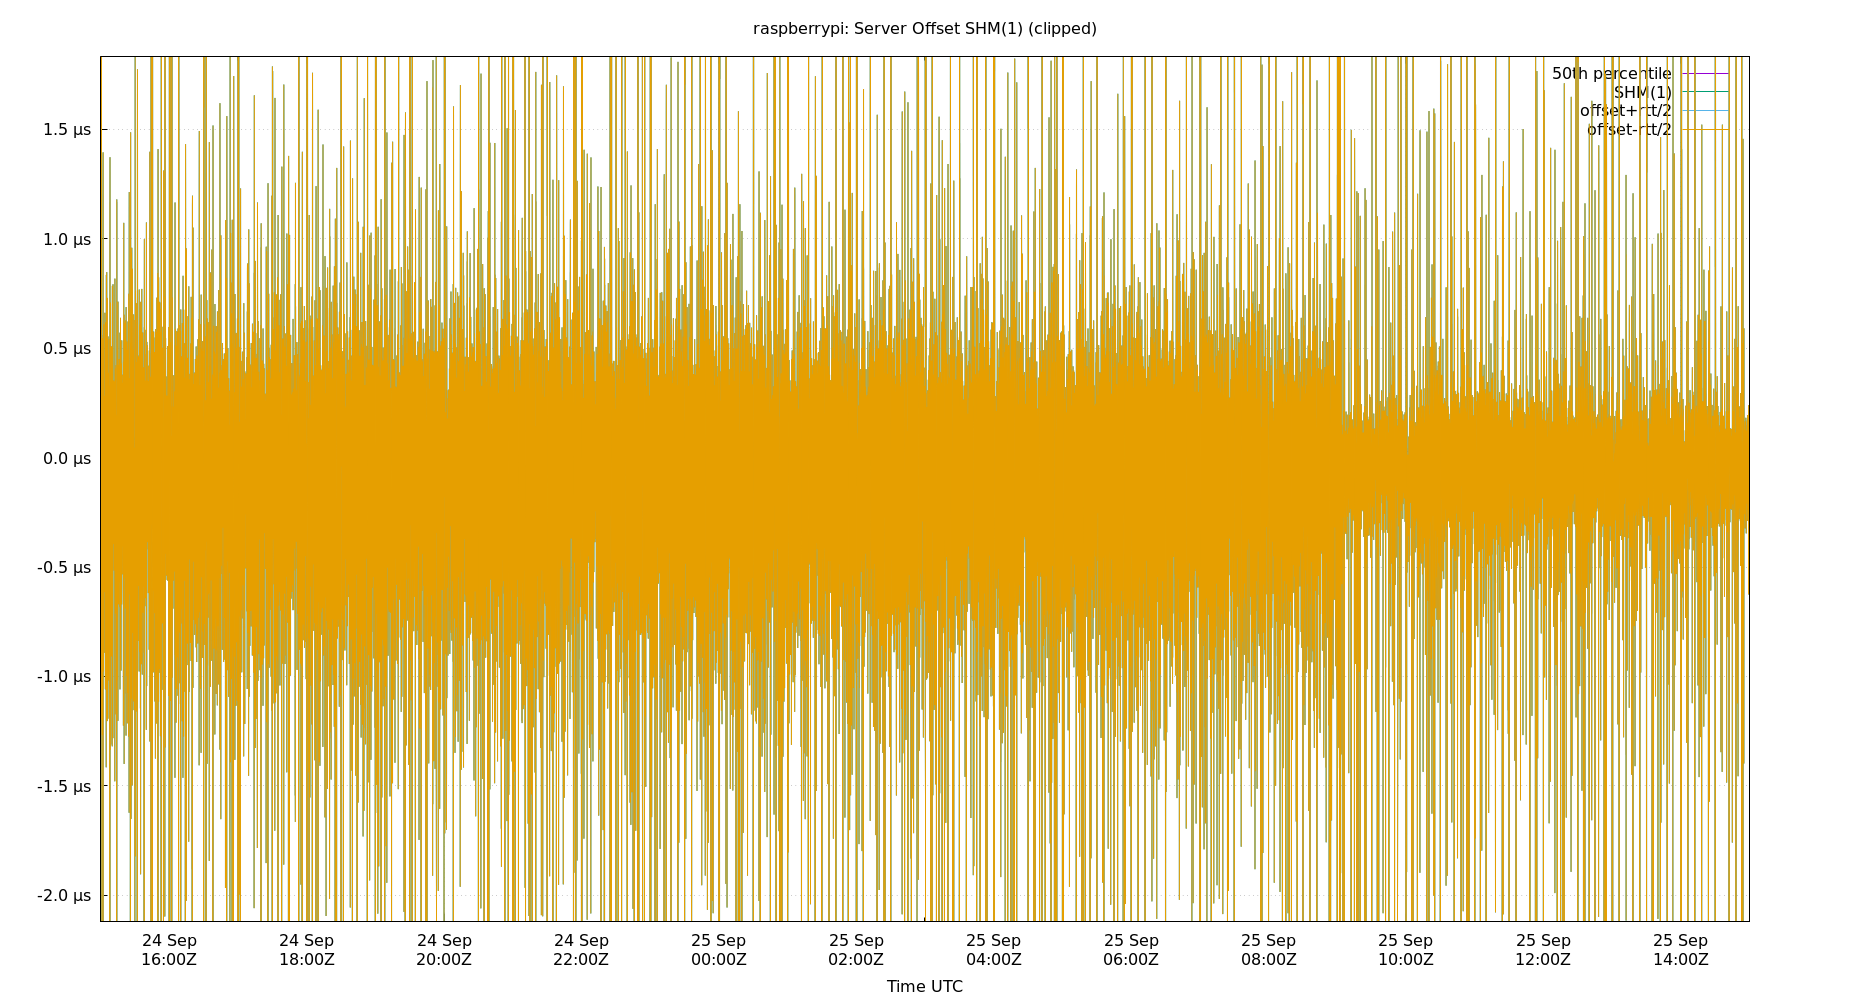 raspberrypi: Server Offset SHM(1) (clipped)
50th percentile
SHM(1)
offset+rtt/2
offset-rtt/2
1.5 µs
1.0 µs
0.5 µs
0.0 µs
-0.5 µs
-1.0 µs
-1.5 µs
-2.0 µs
24 Sep 24 Sep 24 Sep 24 Sep 25 Sep 25 Sep 25 Sep 25 Sep 25 Sep 25 Sep 25 Sep 25 Sep
16:00Z 18:00Z 20:00Z 22:00Z 00:00Z 02:00Z 04:00Z 06:00Z 08:00Z 10:00Z 12:00Z 14:00Z
Time UTC